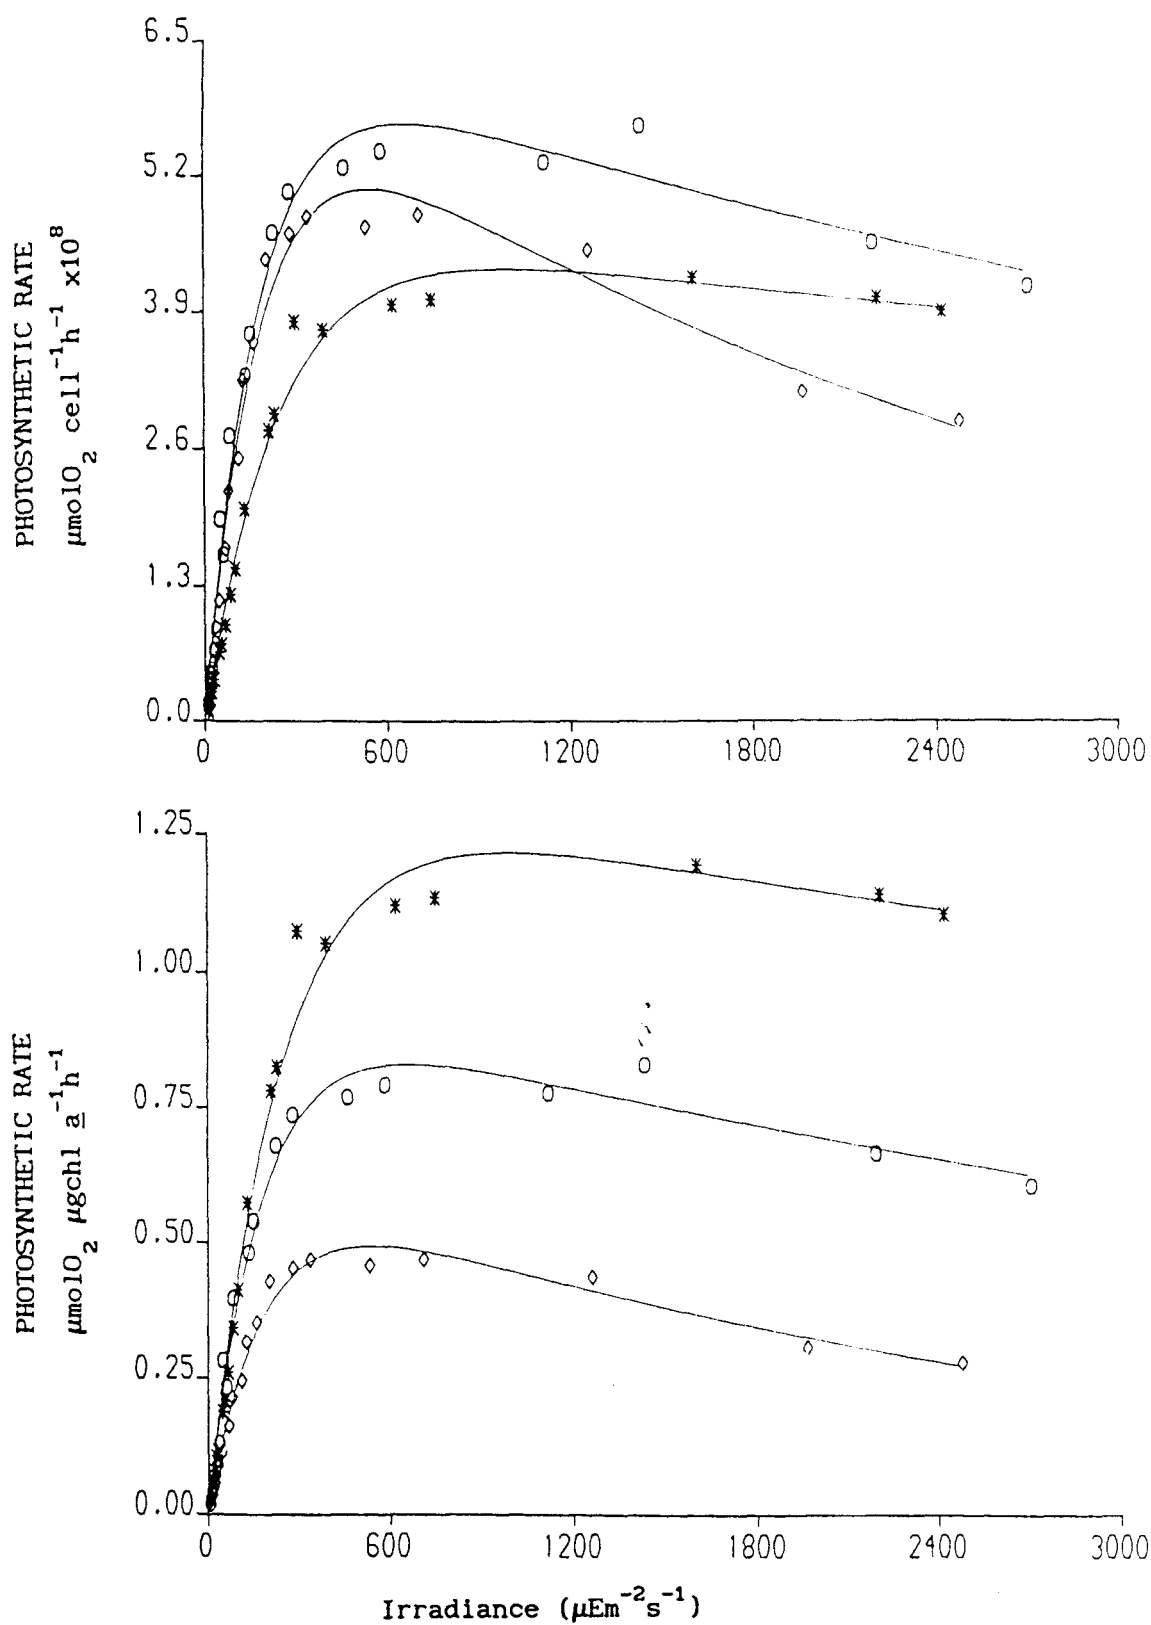 6.5
5.2
3.9
2.6
1.3
0.0
PHOTOSYNTHETIC RATE
µmolO₂ cell⁻¹h⁻¹ x10⁸
0 600 1200 1800 2400 3000
1.25
1.00
0.75
0.50
0.25
0.00
PHOTOSYNTHETIC RATE
µmolO₂ µgchl a⁻¹h⁻¹
0 600 1200 1800 2400 3000
Irradiance (µEm⁻²s⁻¹)